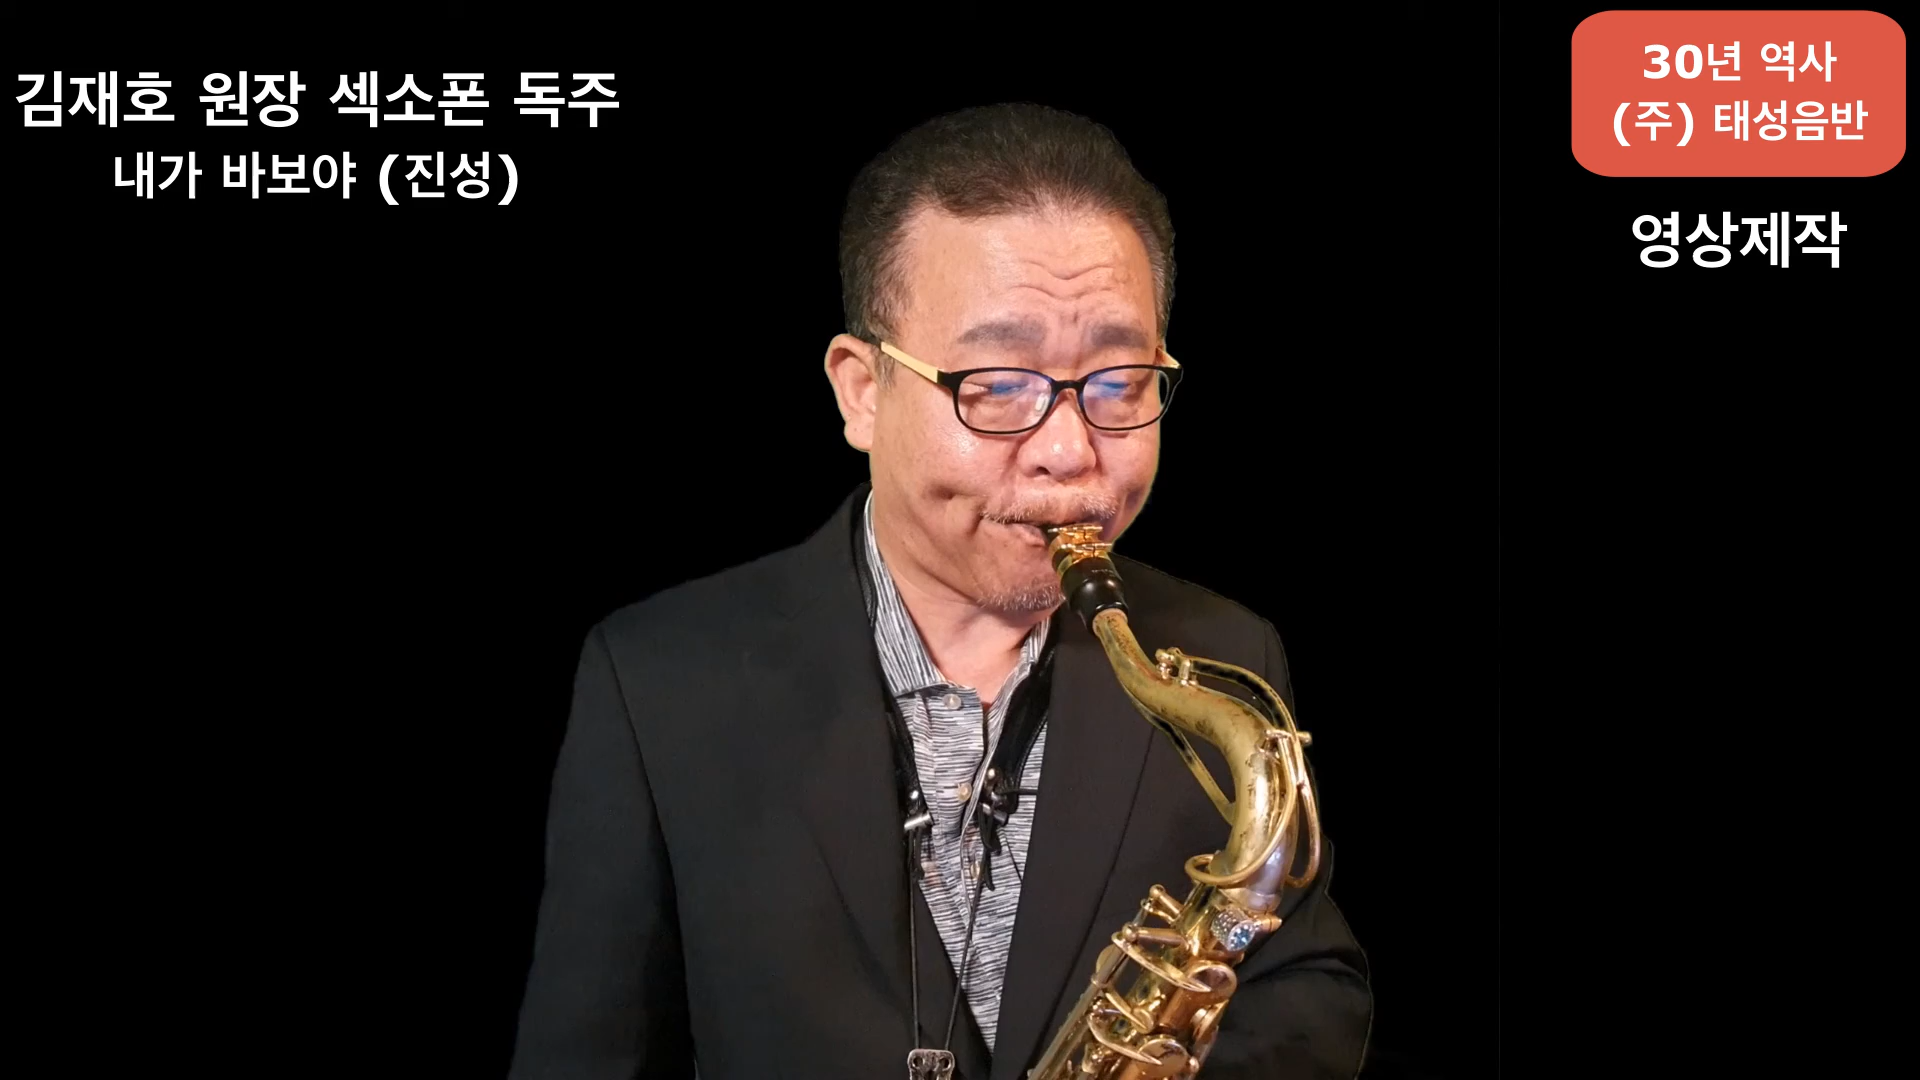 김재호 원장 섹소폰 독주
내가 바보야 (진성)
30년 역사
(주) 태성음반
영상제작